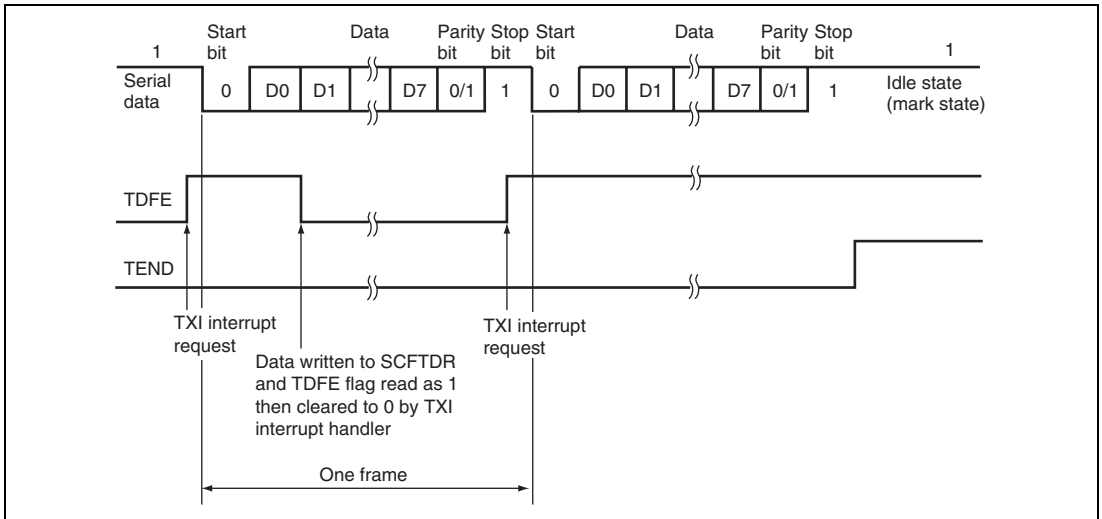 Start bit Data Parity bit Stop bit Start bit Data Parity bit Stop bit
1 1
Serial data 0 D0 D1 D7 0/1 1 0 D0 D1 D7 0/1 1 Idle state (mark state)
TDFE
TEND
TXI interrupt
request
TXI interrupt
request
Data written to SCFTDR
and TDFE flag read as 1
then cleared to 0 by TXI
interrupt handler
One frame